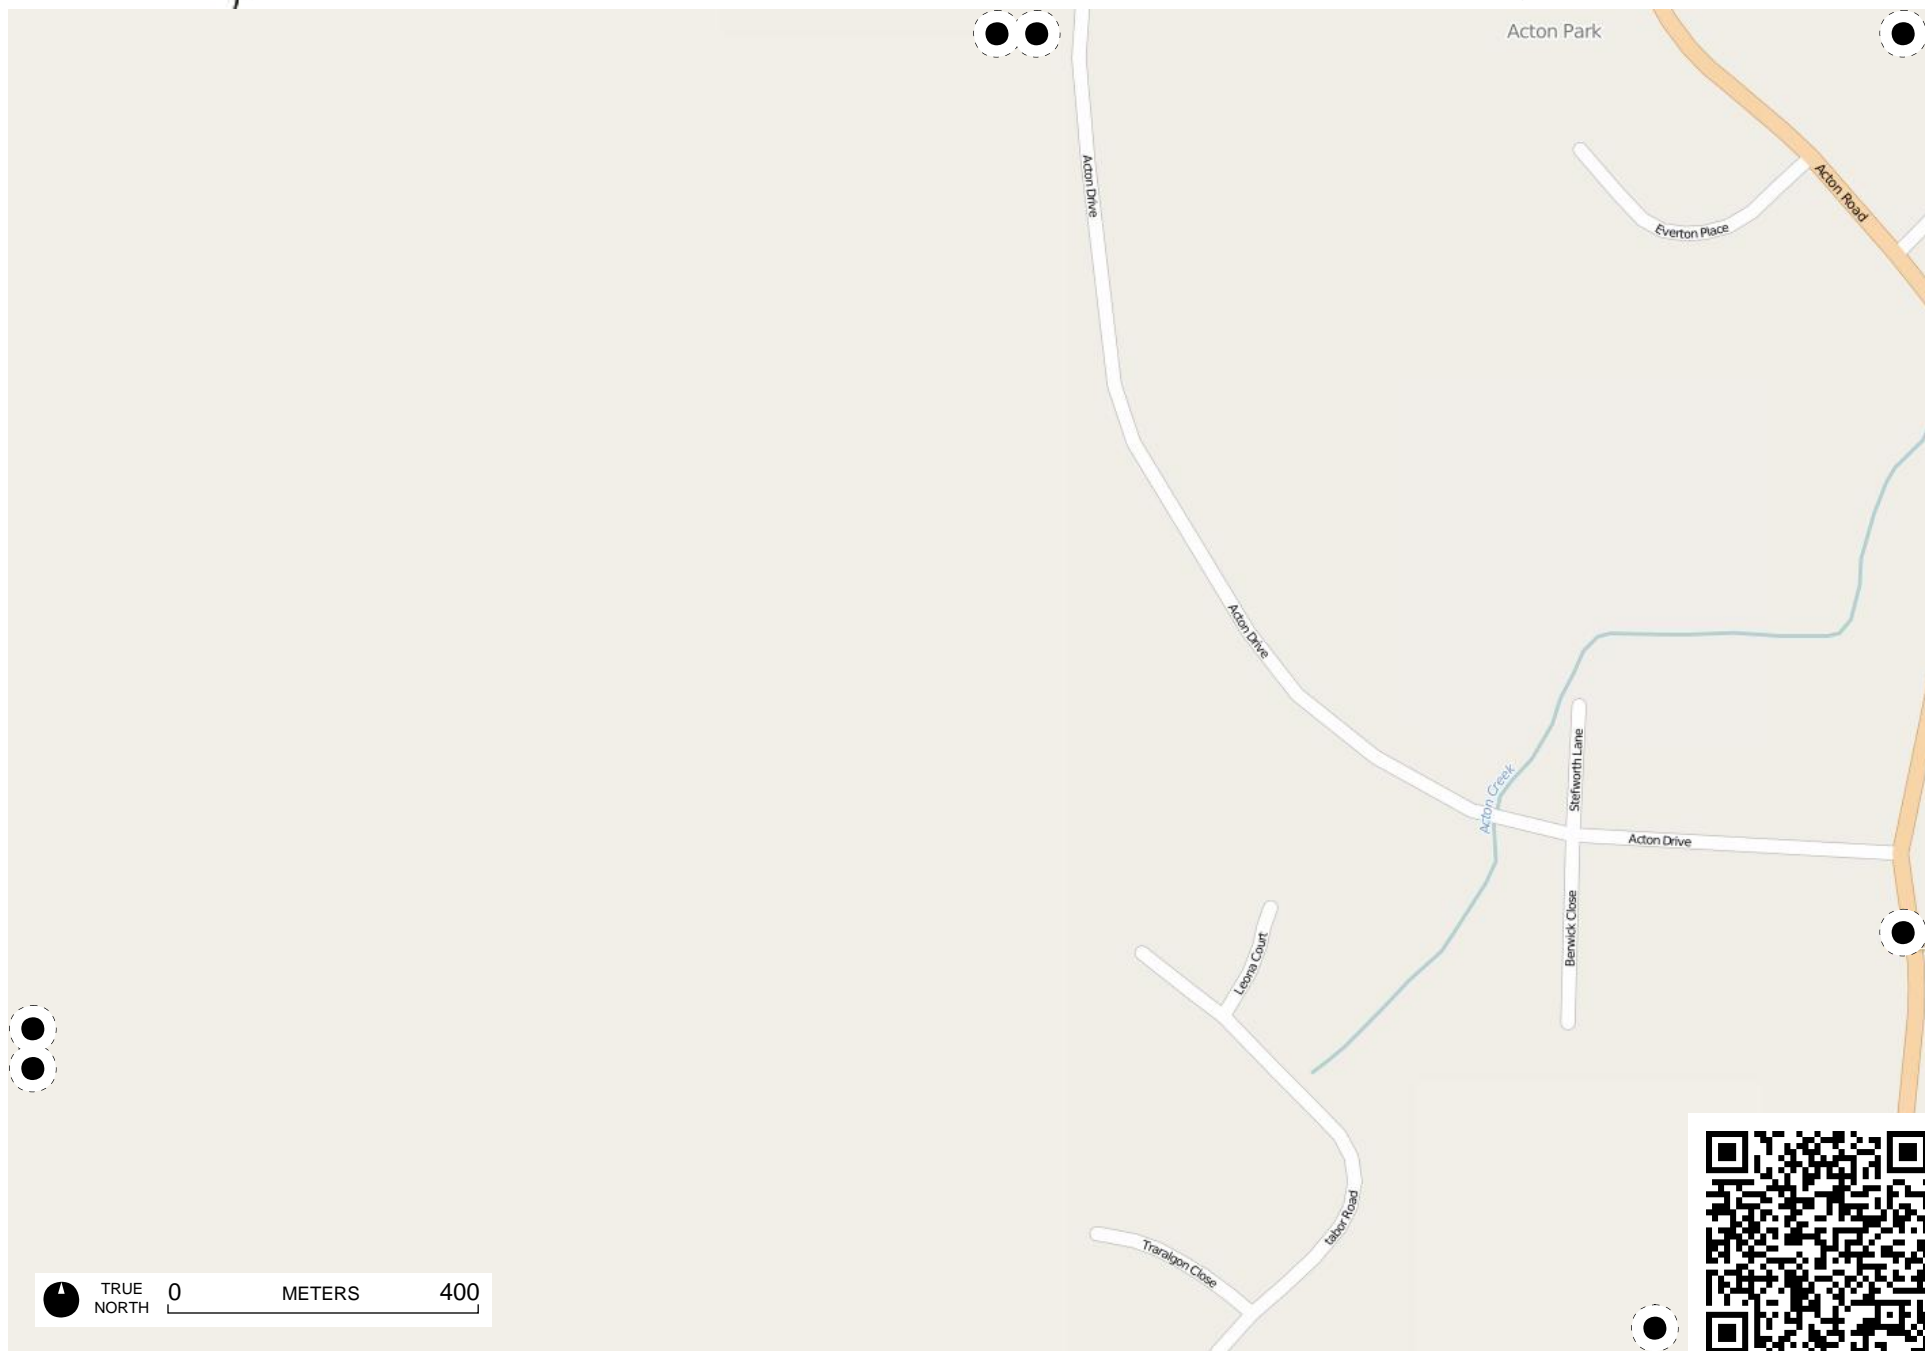 Acton Park
Acton Drive
Acton Road
Everton Place
Acton Drive
Stefworth Lane
Acton Creek
Acton Drive
Berwick Close
Leona Court
tabor Road
Traralgon Close
TRUE NORTH
0 METERS 400